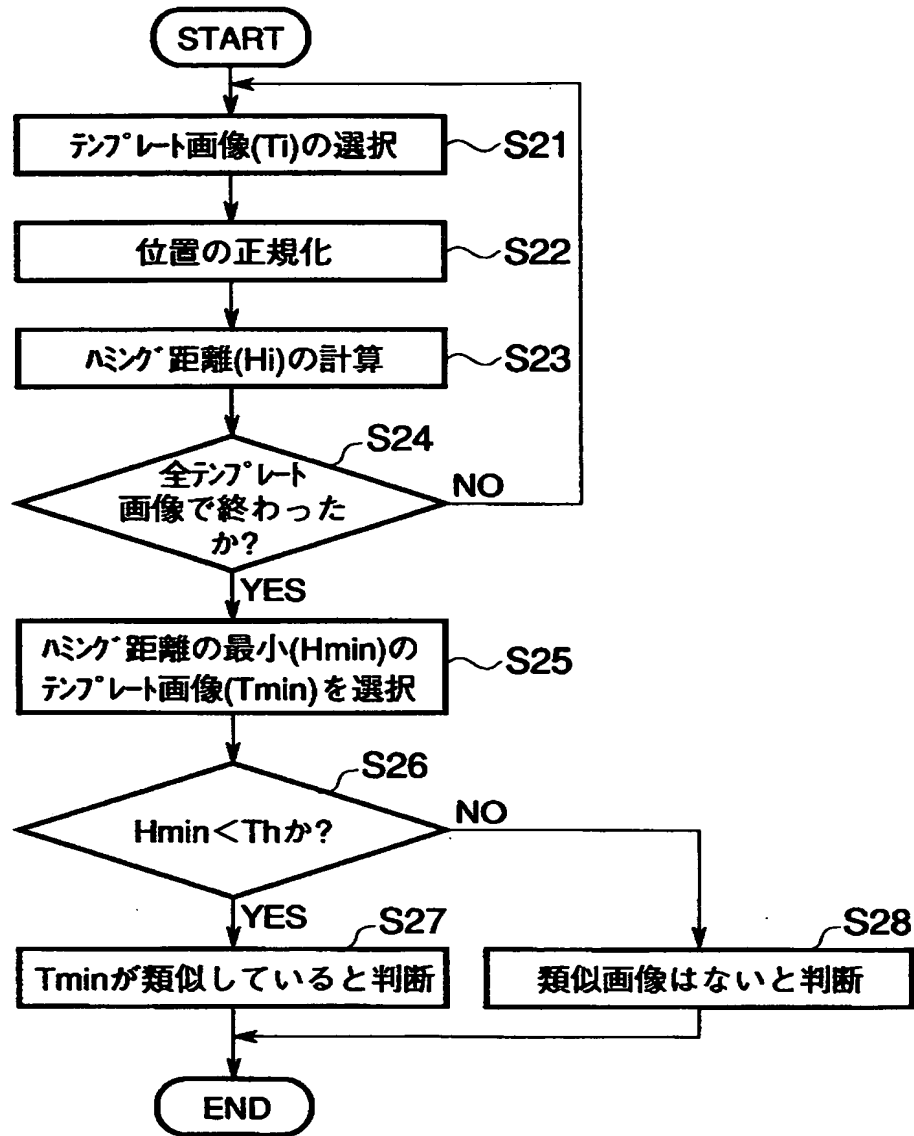 START
ﾃﾝﾌﾟﾚｰﾄ画像(Ti)の選択
S21
位置の正規化
S22
ﾊﾐﾝｸﾞ距離(Hi)の計算
S23
S24
全ﾃﾝﾌﾟﾚｰﾄ
画像で終わった
か?
NO
YES
ﾊﾐﾝｸﾞ距離の最小(Hmin)の
ﾃﾝﾌﾟﾚｰﾄ画像(Tmin)を選択
S25
S26
Hmin＜Thか?
NO
YES
S27
Tminが類似していると判断
S28
類似画像はないと判断
END